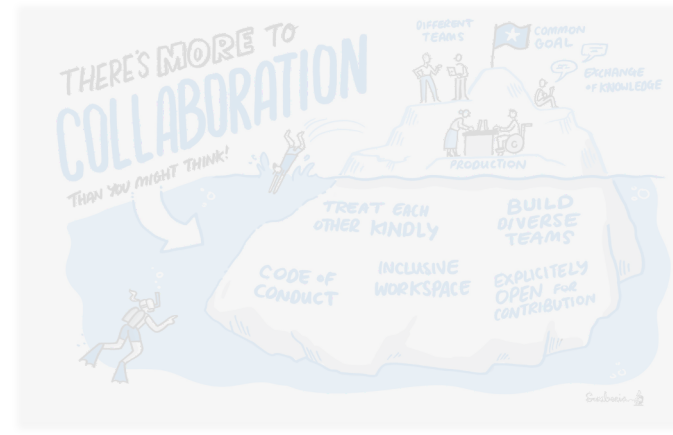 THERE'S MORE TO
COLLABORATION
THAN YOU MIGHT THINK!
DIFFERENT
TEAMS
COMMON
GOAL
EXCHANGE
OF KNOWLEDGE
PRODUCTION
TREAT EACH
OTHER KINDLY
BUILD
DIVERSE
TEAMS
CODE OF
CONDUCT
INCLUSIVE
WORKSPACE
EXPLICITELY
OPEN FOR
CONTRIBUTION